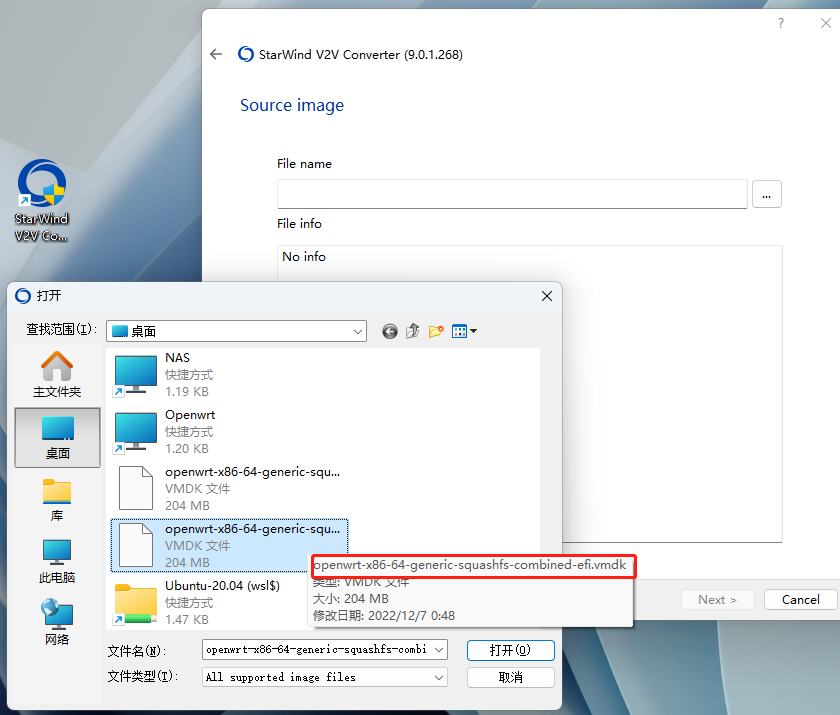 ?
StarWind V2V Converter (9.0.1.268)
Source image
File name
...
File info
No info
StarWind
V2V Co...
打开
查找范围(I):
桌面
主文件夹
桌面
库
此电脑
网络
NAS
快捷方式
1.19 KB
Openwrt
快捷方式
1.20 KB
openwrt-x86-64-generic-squ...
VMDK 文件
204 MB
openwrt-x86-64-generic-squ...
VMDK 文件
204 MB
openwrt-x86-64-generic-squashfs-combined-efi.vmdk
类型: VMDK 文件
大小: 204 MB
修改日期: 2022/12/7 0:48
Ubuntu-20.04 (wsl$)
快捷方式
1.47 KB
文件名(N):
openwrt-x86-64-generic-squashfs-combi
打开(O)
文件类型(T):
All supported image files
取消
Next >
Cancel